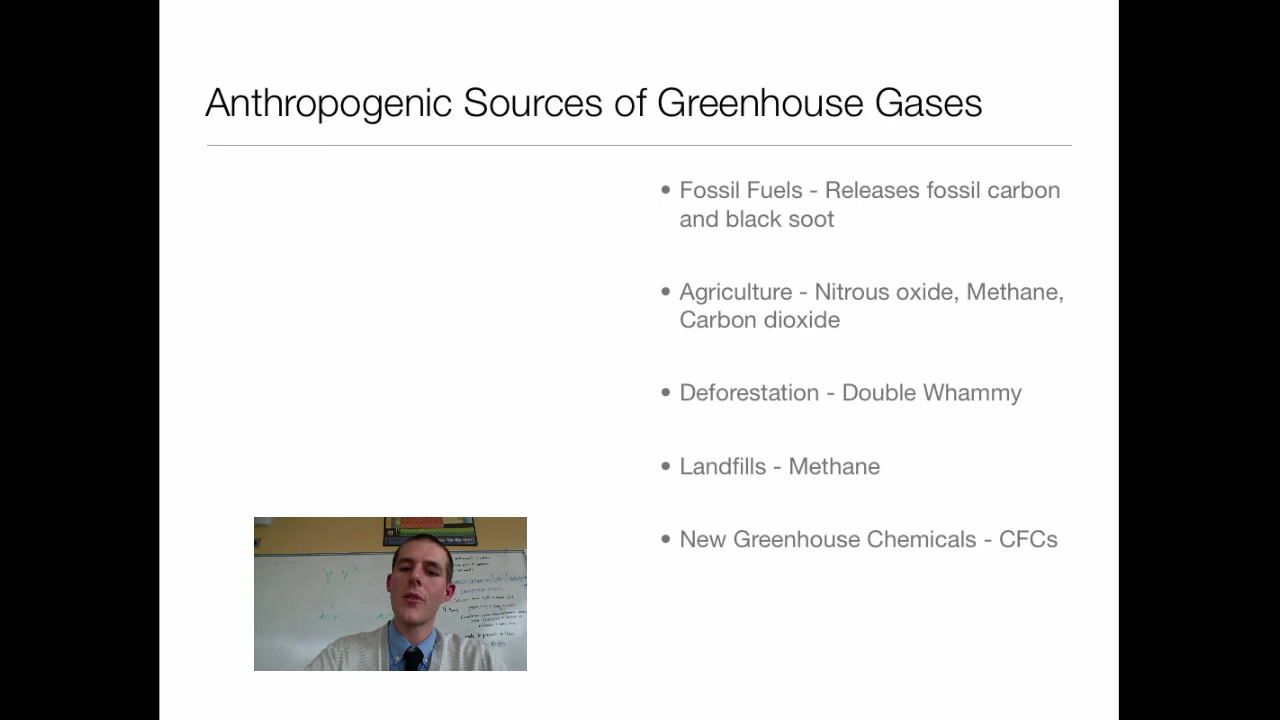 Anthropogenic Sources of Greenhouse Gases
• Fossil Fuels - Releases fossil carbon
and black soot
• Agriculture - Nitrous oxide, Methane,
Carbon dioxide
• Deforestation - Double Whammy
• Landfills - Methane
• New Greenhouse Chemicals - CFCs